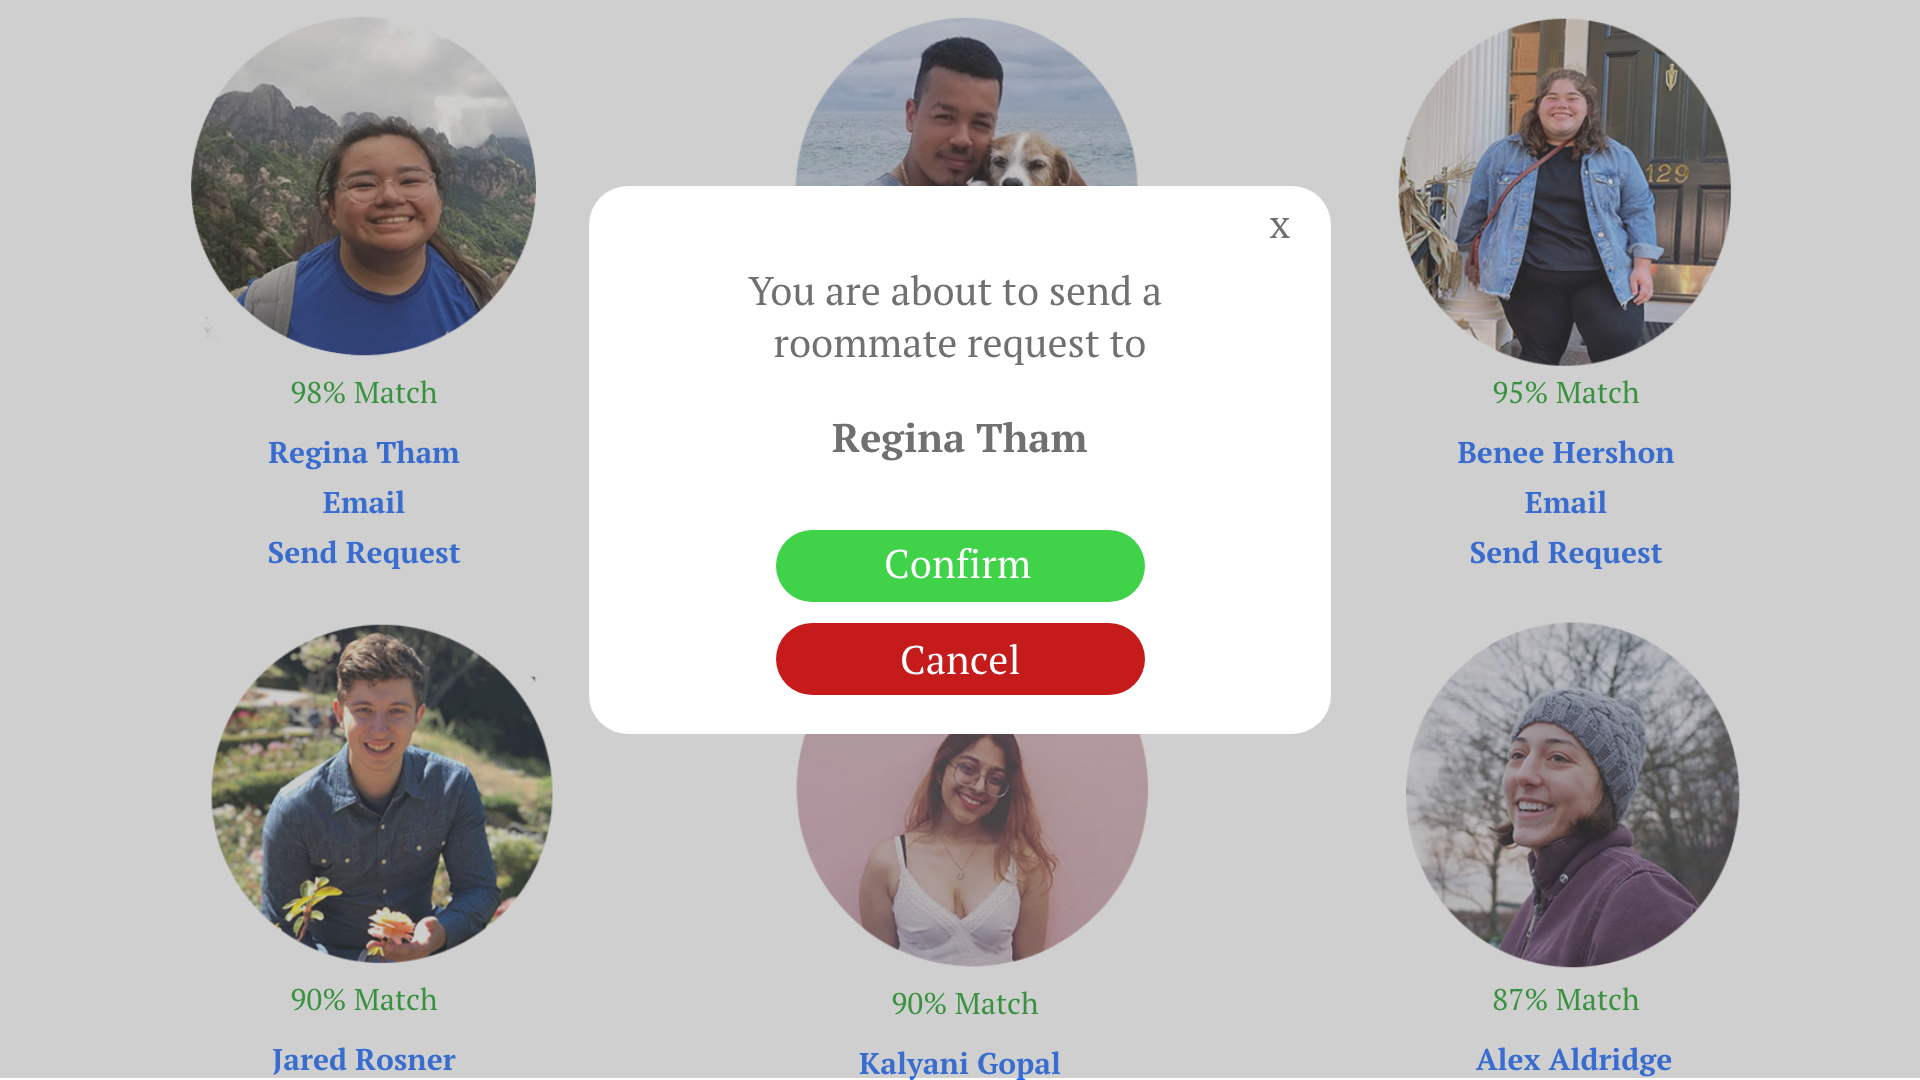 129
x
You are about to send a
roommate request to
Regina Tham
Confirm
Cancel
98% Match
Regina Tham
Email
Send Request
95% Match
Benee Hershon
Email
Send Request
90% Match
Jared Rosner
90% Match
Kalyani Gopal
87% Match
Alex Aldridge